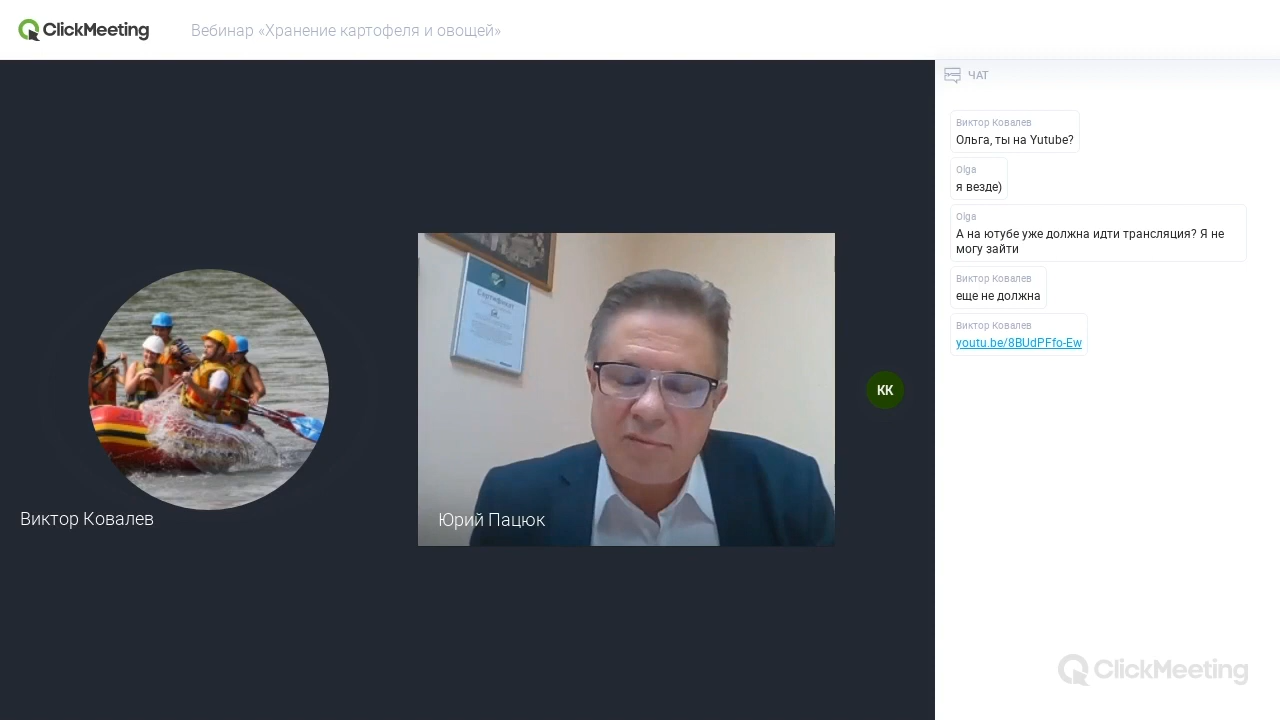 ClickMeeting
Вебинар «Хранение картофеля и овощей»
ЧАТ
Виктор Ковалев
Ольга, ты на Yutube?
Olga
я везде)
Olga
А на ютубе уже должна идти трансляция? Я не
могу зайти
Виктор Ковалев
еще не должна
Виктор Ковалев
youtu.be/8BUdPFfo-Ew
Сертификат
КК
Виктор Ковалев
Юрий Пацюк
ClickMeeting